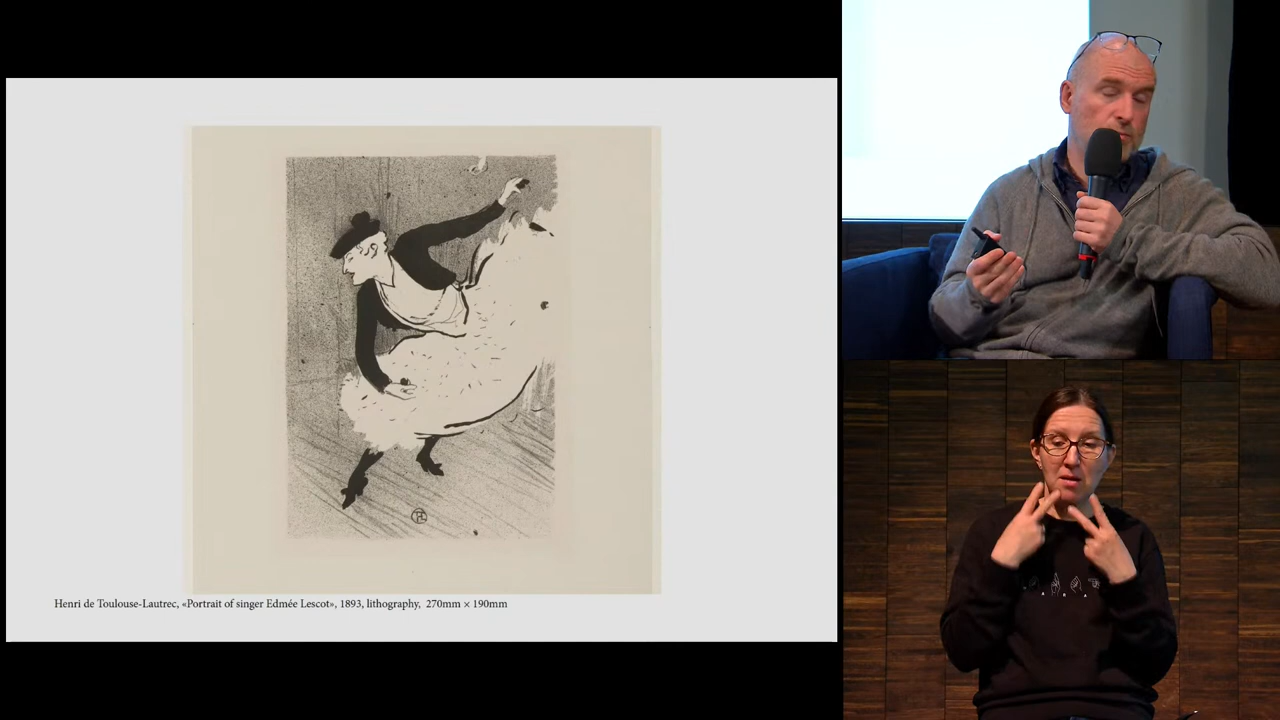 Henri de Toulouse-Lautrec, «Portrait of singer Edmée Lescot», 1893, lithography, 270mm × 190mm